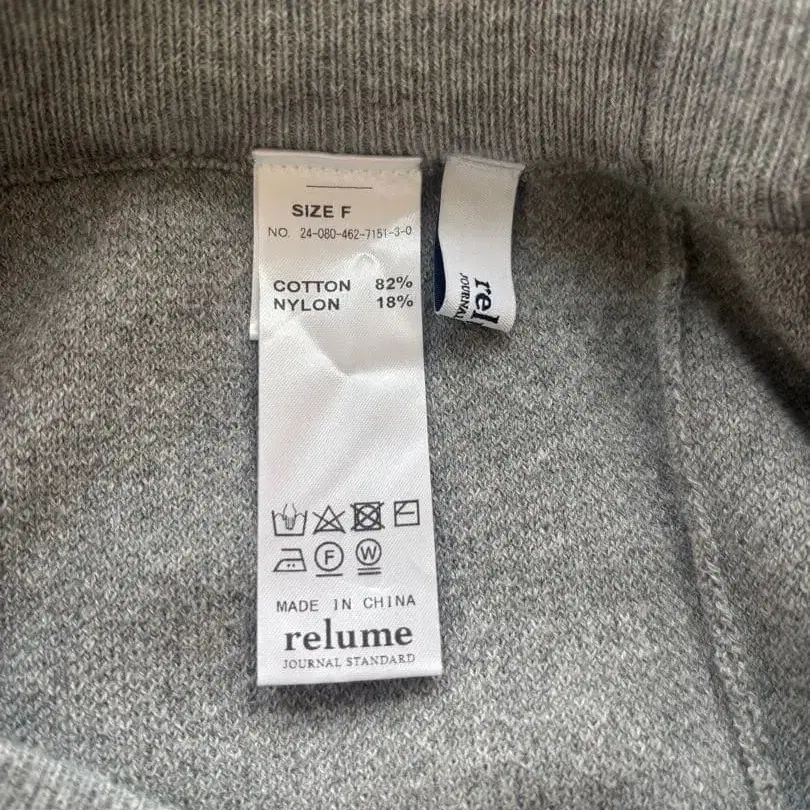 SIZE F
NO. 24-080-462-7151-3-0
COTTON 82%
NYLON 18%
F
W
MADE IN CHINA
relume
JOURNAL STANDARD
rel
JOURNA